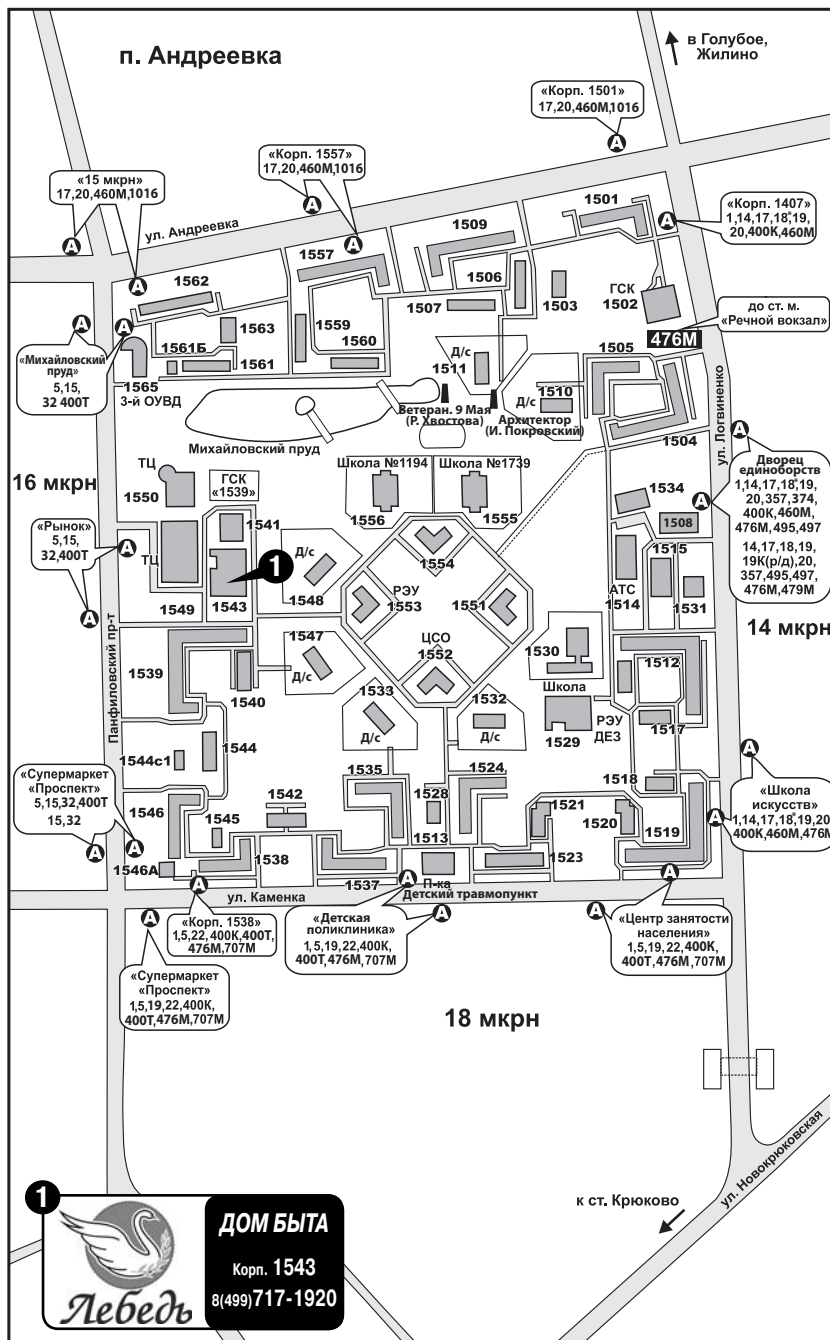 п. Андреевка
в Голубое,
Жилино
«Корп. 1501»
17,20,460М,1016
«Корп. 1557»
17,20,460М,1016
«15 мкрн»
17,20,460М,1016
ул. Андреевка
1501
«Корп. 1407»
1,14,17,18*,19,
20,400К,460М
1509
1557
1562
1506
1507
1503
ГСК
1502
до ст. м.
«Речной вокзал»
476М
1563
1559
1560
1561Б
1561
«Михайловский
пруд»
5,15,
32 400Т
1565
3-й ОУВД
Д/с
1511
1505
1510
Д/с
Ветеран. 9 Мая
(Р. Хвостова)
Архитектор
(И. Покровский)
1504
ул. Логвиненко
Михайловский пруд
16 мкрн
ТЦ
1550
ГСК
«1539»
Школа №1194
Школа №1739
1556
1555
1534
1508
Дворец
единоборств
1,14,17,18*,19,
20,357,374,
400К,460М,
476М,495,497
14,17,18,19,
19К(р/д),20,
357,495,497,
476М,479М
«Рынок»
5,15,
32,400Т
1541
ТЦ
1
Д/с
1548
1554
1549
1543
РЭУ
1553
1551
АТС
1514
1515
1531
14 мкрн
Панфиловский пр-т
1547
Д/с
ЦСО
1552
1530
Школа
1512
1539
1540
1533
Д/с
1532
Д/с
1529
РЭУ
ДЕЗ
1517
1544с1
1544
1535
1524
1518
«Супермаркет
«Проспект»
5,15,32,400Т
15,32
1546
1545
1542
1528
1513
1521
1520
1519
«Школа
искусств»
1,14,17,18*,19,20,
400К,460М,476М
1546А
1538
1537
П-ка
1523
ул. Каменка
Детский травмопункт
«Корп. 1538»
1,5,22,400К,400Т,
476М,707М
«Детская
поликлиника»
1,5,19,22,400К,
400Т,476М,707М
«Центр занятости
населения»
1,5,19,22,400К,
400Т,476М,707М
«Супермаркет
«Проспект»
1,5,19,22,400К,
400Т,476М,707М
18 мкрн
к ст. Крюково
ул. Новокрюковская
1
Лебедь
ДОМ БЫТА
Корп. 1543
8(499)717-1920